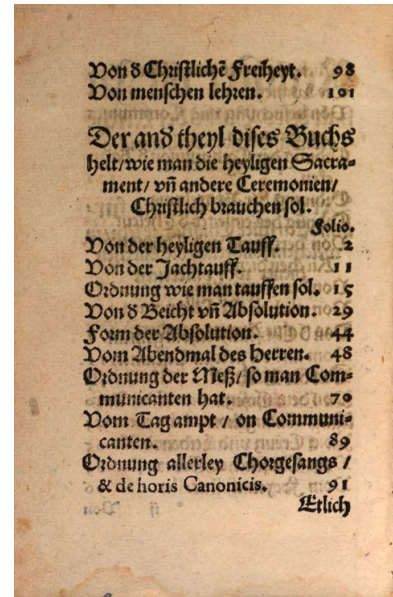 Von ď Christlichē Freiheyt. 98
Von menschen lehren. 101
Der and theyl dises Buchs
helt/wie man die heyligen Sacra=
ment/ vn̄ andere Ceremonien/
Christlich brauchen sol.
Folio.
Von der heyligen Tauff. 2
Von der Jachtauff. 11
Ordnung wie man tauffen sol. 15
Von ď Beicht vn̄ Absolution. 29
Form der Absolution. 44
Vom Abendmal des Herren. 48
Ordnung der Meß/ so man Com=
municanten hat. 70
Vom Tag ampt / on Communi=
canten. 89
Ordnung allerley Chorgesangs /
& de horis Canonicis. 91
Etlich